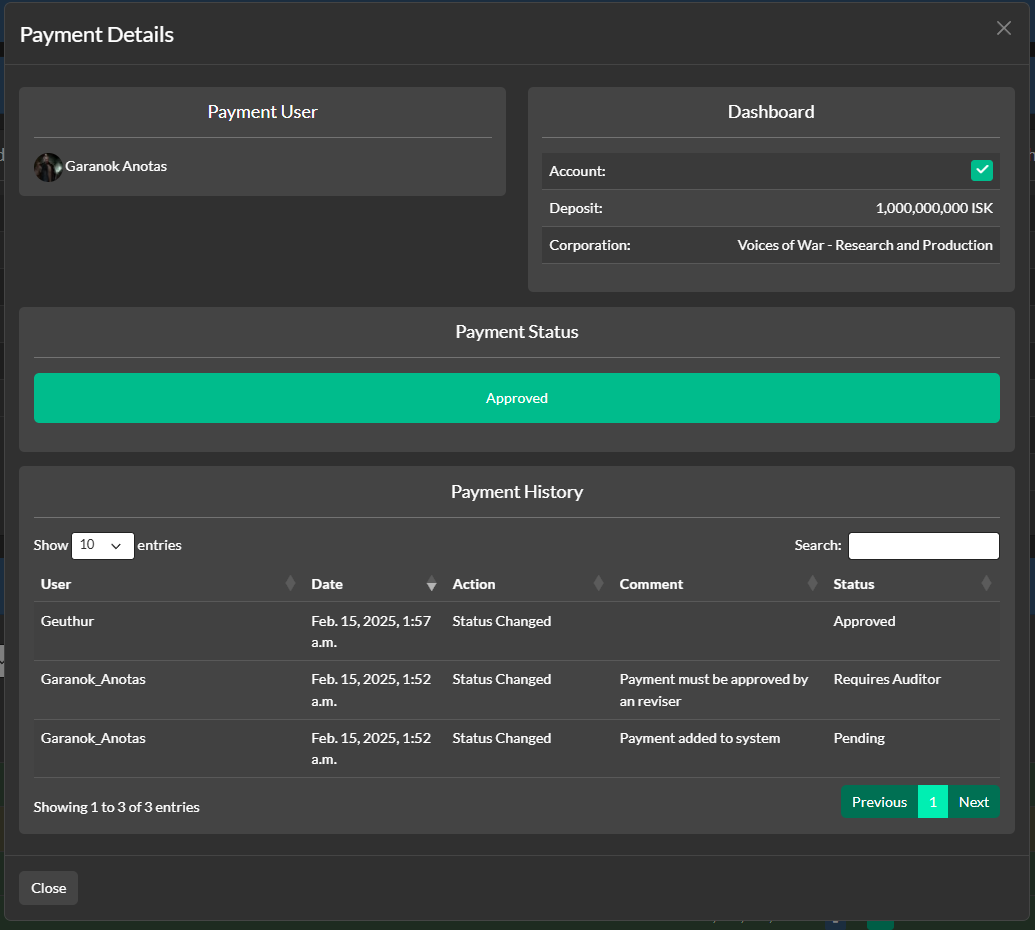 Payment Details
Payment User
Garanok Anotas
Dashboard
Account:
Deposit: 1,000,000,000 ISK
Corporation: Voices of War - Research and Production
Payment Status
Approved
Payment History
Show 10 entries Search:
User Date Action Comment Status
Geuthur Feb. 15, 2025, 1:57 Status Changed Approved
a.m.
Garanok_Anotas Feb. 15, 2025, 1:52 Status Changed Payment must be approved by Requires Auditor
a.m. an reviser
Garanok_Anotas Feb. 15, 2025, 1:52 Status Changed Payment added to system Pending
a.m.
Showing 1 to 3 of 3 entries Previous 1 Next
Close